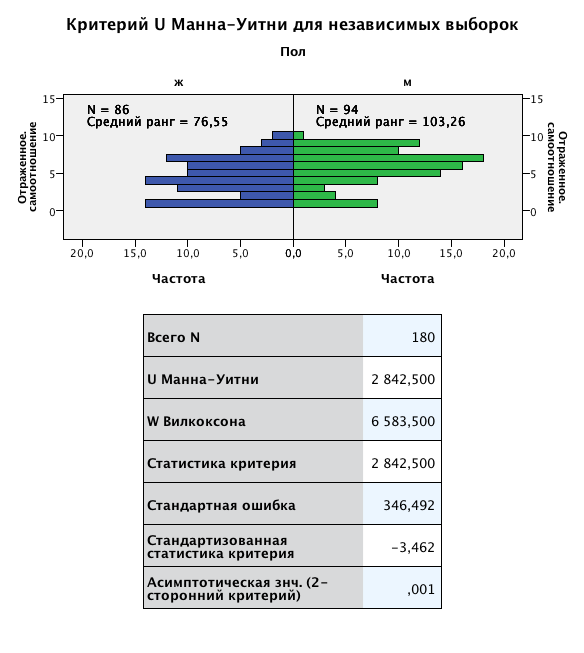 Критерий U Манна-Уитни для независимых выборок
Пол
ж
м
N = 86
Средний ранг = 76,55
N = 94
Средний ранг = 103,26
Отраженное.
самоотношение
15
10
5
0
15
10
5
0
Отраженное.
самоотношение
20,0 15,0 10,0 5,0 0,0 5,0 10,0 15,0 20,0
Частота
Частота
Всего N 180
U Манна-Уитни 2 842,500
W Вилкоксона 6 583,500
Статистика критерия 2 842,500
Стандартная ошибка 346,492
Стандартизованная
статистика критерия -3,462
Асимптотическая знч. (2-
сторонний критерий) ,001